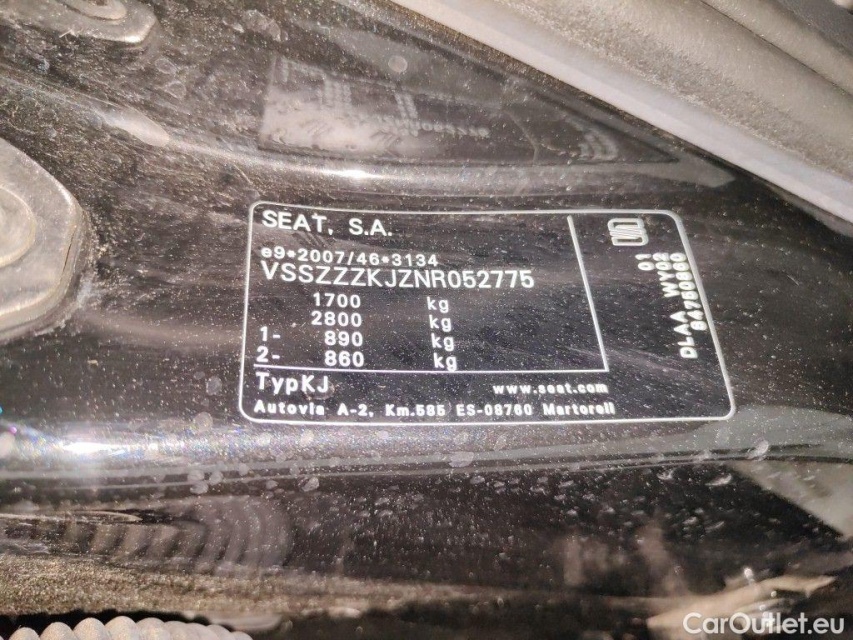 SEAT, S.A.
e9*2007/46*3134
VSSZZZKJZNR052775
1700 kg
2800 kg
1- 890 kg
2- 860 kg
TypKJ
www.seat.com
Autovia A-2, Km.585 ES-08760 Martorell
01
DLAA WY02
CarOutlet.eu